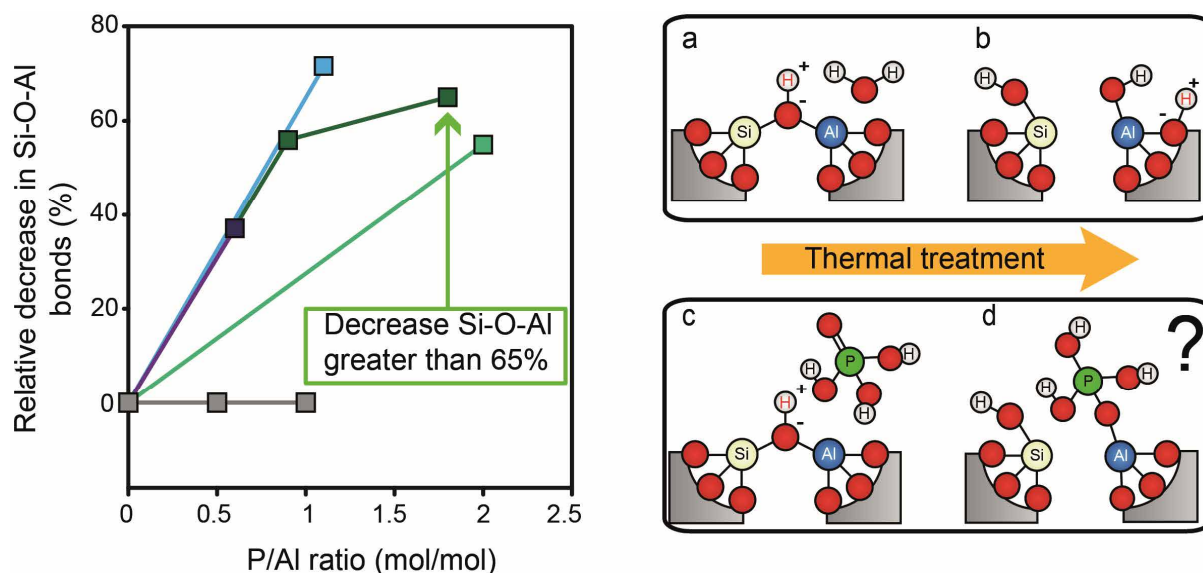 Relative decrease in Si-O-Al
bonds (%)
80
60
40
20
0
0
0.5
1
1.5
2
2.5
P/Al ratio (mol/mol)
Decrease Si-O-Al
greater than 65%
a
H
+
-
Si
Al
H
H
b
H
Si
H
Al
H
+
-
Thermal treatment
c
H
+
-
Si
Al
P
H
H
H
d
?
H
Si
H
P
H
H
Al